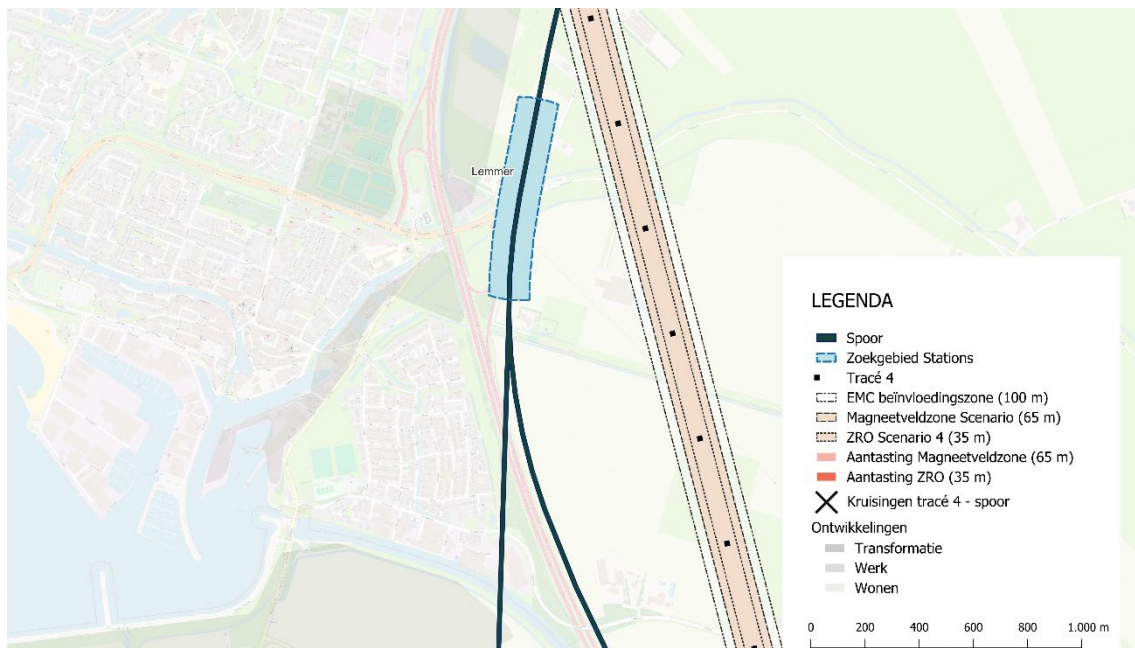 Lemmer
LEGENDA
Spoor
Zoekgebied Stations
Tracé 4
EMC beïnvloedingszone (100 m)
Magneetveldzone Scenario (65 m)
ZRO Scenario 4 (35 m)
Aantasting Magneetveldzone (65 m)
Aantasting ZRO (35 m)
Kruisingen tracé 4 - spoor
Ontwikkelingen
Transformatie
Werk
Wonen
0 200 400 600 800 1.000 m